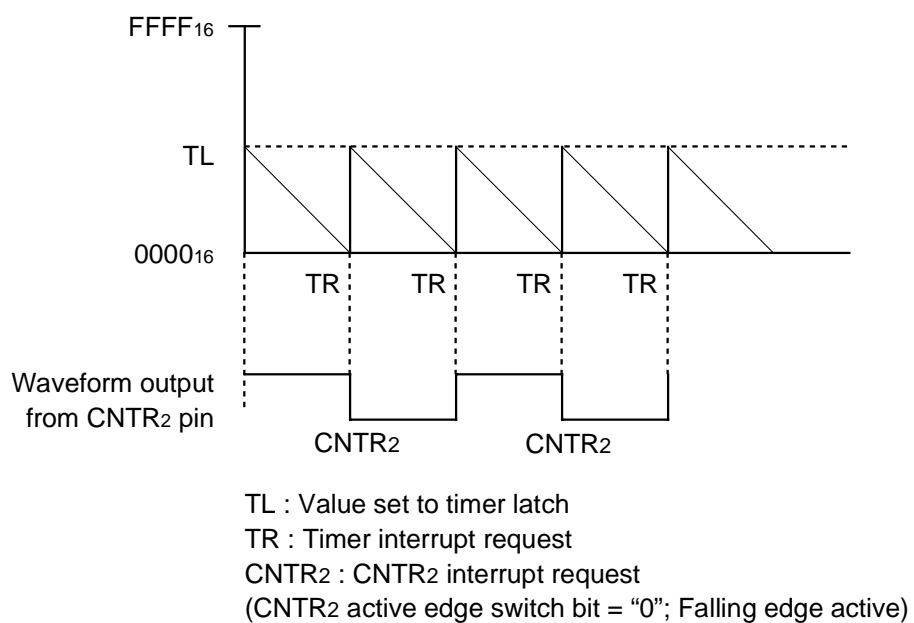 FFFF16
TL
000016
TR TR TR TR
Waveform output
from CNTR2 pin
CNTR2 CNTR2
TL : Value set to timer latch
TR : Timer interrupt request
CNTR2 : CNTR2 interrupt request
(CNTR2 active edge switch bit = “0”; Falling edge active)